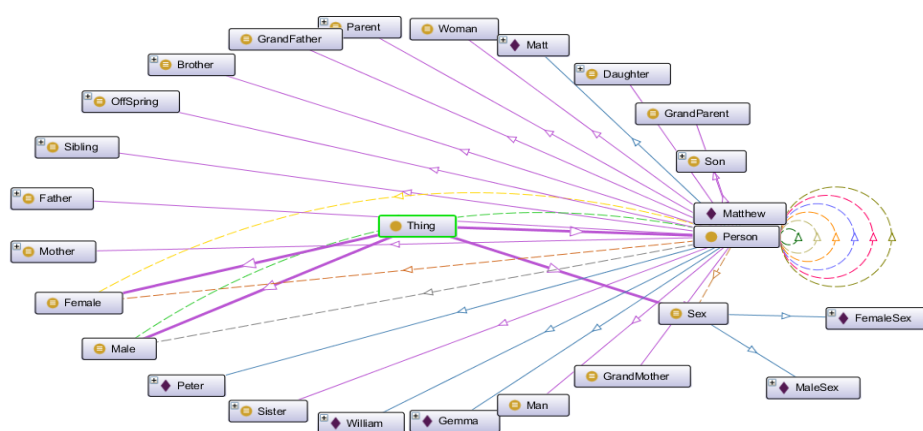 Parent
Woman
GrandFather
Matt
Brother
Daughter
OffSpring
GrandParent
Sibling
Son
Father
Matthew
Thing
Person
Mother
Female
Sex
FemaleSex
Male
GrandMother
Peter
MaleSex
Man
Sister
William
Gemma